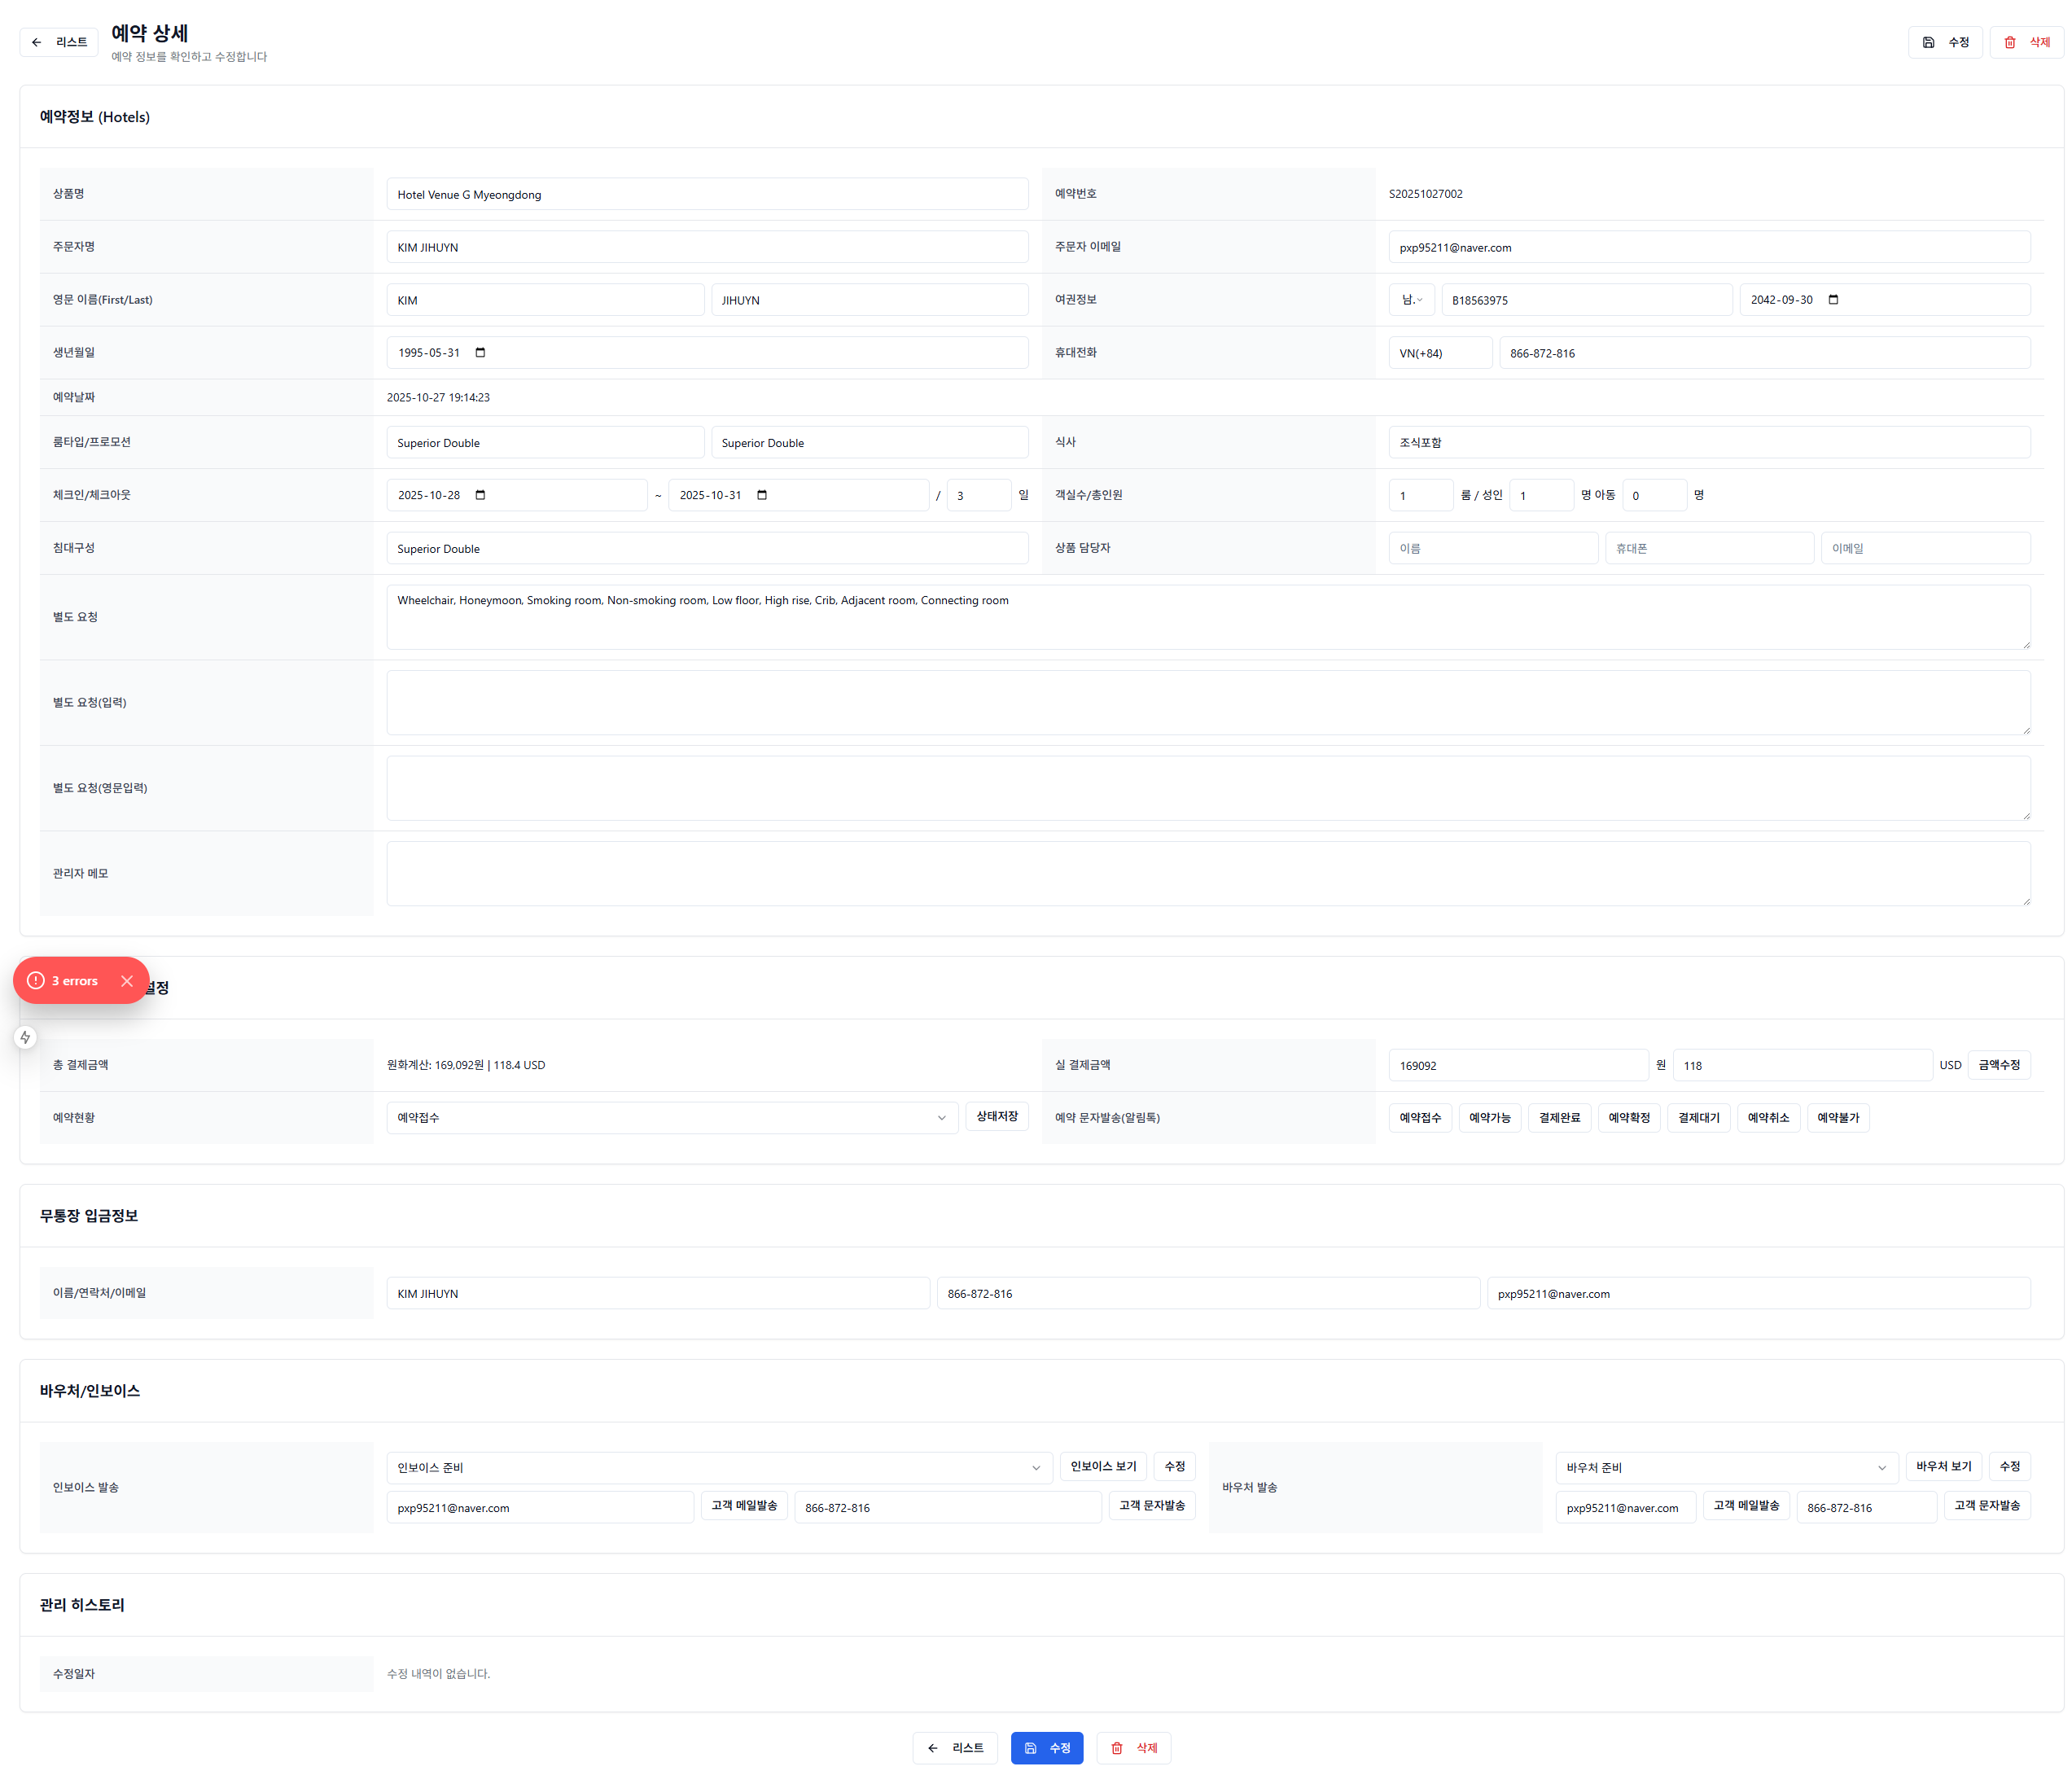 리스트
예약 상세
예약 정보를 확인하고 수정합니다
수정
삭제
예약정보 (Hotels)
상품명
Hotel Venue G Myeongdong
예약번호
S20251027002
주문자명
KIM JIHUYN
주문자 이메일
pxp95211@naver.com
영문 이름(First/Last)
KIM
JIHUYN
여권정보
남.
B18563975
2042-09-30
생년월일
1995-05-31
휴대전화
VN(+84)
866-872-816
예약날짜
2025-10-27 19:14:23
룸타입/프로모션
Superior Double
Superior Double
식사
조식포함
체크인/체크아웃
2025-10-28
~
2025-10-31
/
3
일
객실수/총인원
1
룸 / 성인
1
명 아동
0
명
침대구성
Superior Double
상품 담당자
이름
휴대폰
이메일
별도 요청
Wheelchair, Honeymoon, Smoking room, Non-smoking room, Low floor, High rise, Crib, Adjacent room, Connecting room
별도 요청(입력)
별도 요청(영문입력)
관리자 메모
3 errors
설정
총 결제금액
원화계산: 169,092원 | 118.4 USD
실 결제금액
169092
원
118
USD
금액수정
예약현황
예약접수
상태저장
예약 문자발송(알림톡)
예약접수
예약가능
결제완료
예약확정
결제대기
예약취소
예약불가
무통장 입금정보
이름/연락처/이메일
KIM JIHUYN
866-872-816
pxp95211@naver.com
바우처/인보이스
인보이스 발송
인보이스 준비
인보이스 보기
수정
pxp95211@naver.com
고객 메일발송
866-872-816
고객 문자발송
바우처 발송
바우처 준비
바우처 보기
수정
pxp95211@naver.com
고객 메일발송
866-872-816
고객 문자발송
관리 히스토리
수정일자
수정 내역이 없습니다.
리스트
수정
삭제